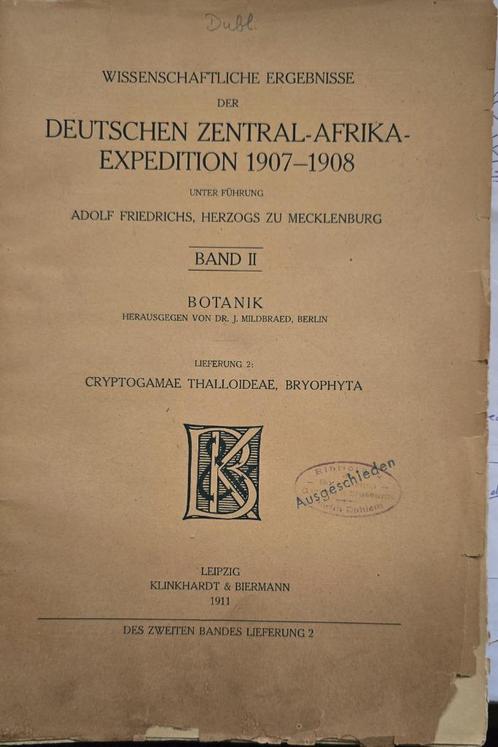 Dubl.
WISSENSCHAFTLICHE ERGEBNISSE
DER
DEUTSCHEN ZENTRAL-AFRIKA-
EXPEDITION 1907–1908
UNTER FÜHRUNG
ADOLF FRIEDRICHS, HERZOGS ZU MECKLENBURG
BAND II
BOTANIK
HERAUSGEGEN VON DR. J. MILDBRAED, BERLIN
LIEFERUNG 2:
CRYPTOGAMAE THALLOIDEAE, BRYOPHYTA
Ausgeschieden
LEIPZIG
KLINKHARDT & BIERMANN
1911
DES ZWEITEN BANDES LIEFERUNG 2